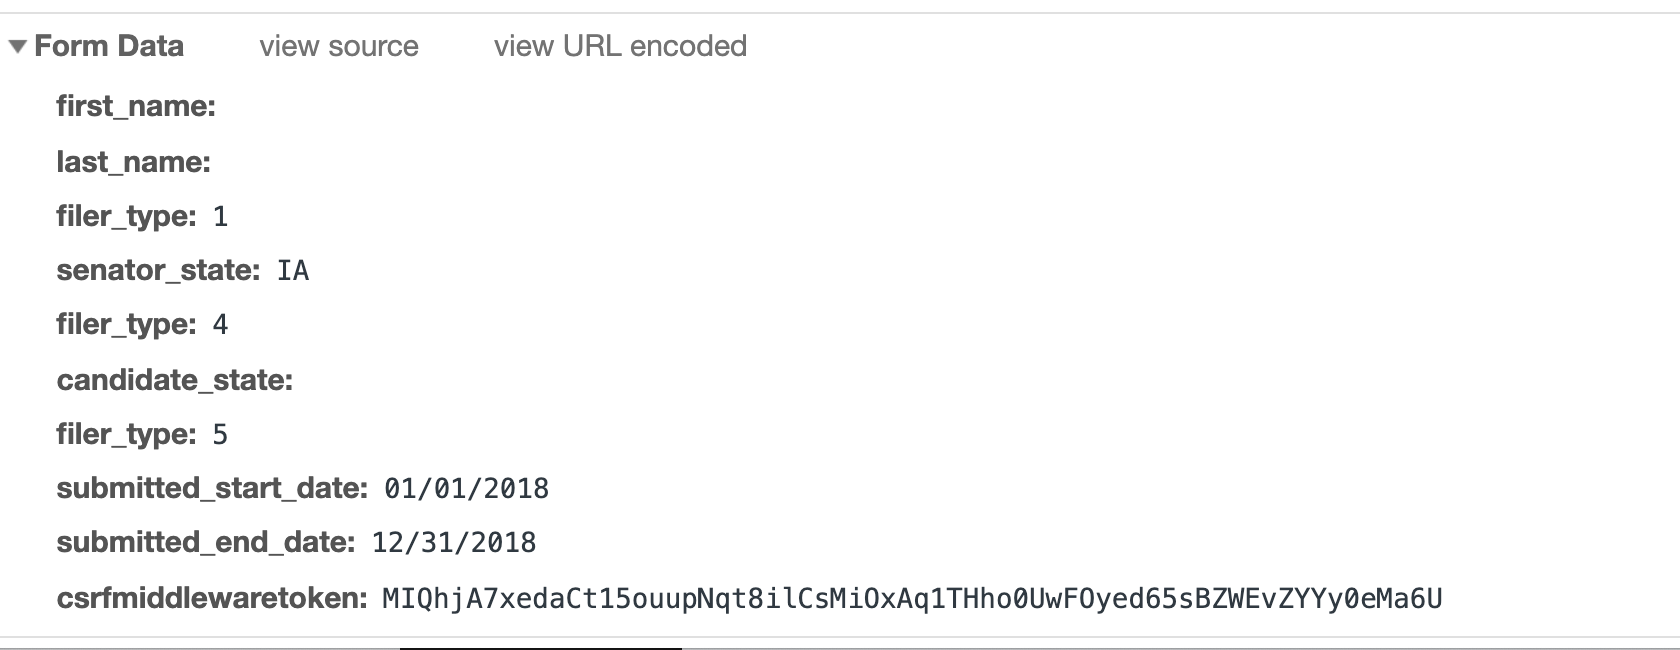 Form Data view source view URL encoded
first_name:
last_name:
filer_type: 1
senator_state: IA
filer_type: 4
candidate_state:
filer_type: 5
submitted_start_date: 01/01/2018
submitted_end_date: 12/31/2018
csrfmiddlewaretoken: MIQhjA7xedaCt15ouupNqt8ilCsMiOxAq1THho0UwFOyed65sBZWEvZYYy0eMa6U